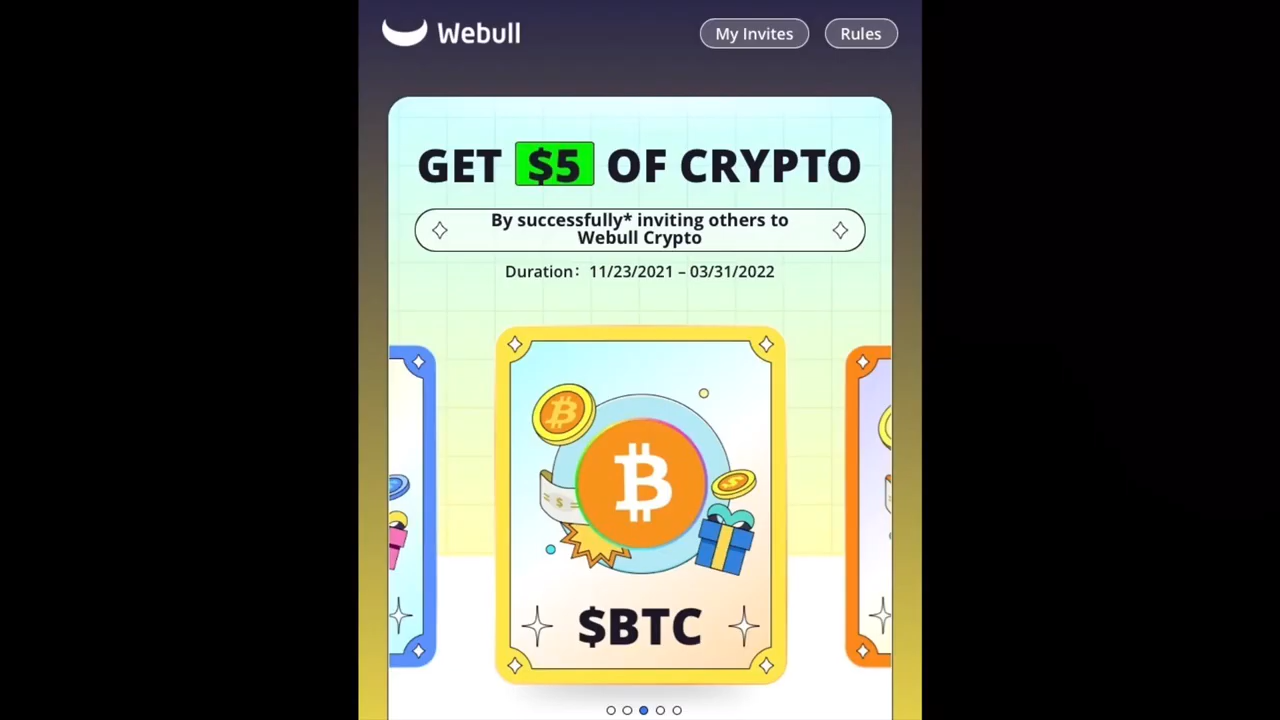 Webull
My Invites
Rules
GET $5 OF CRYPTO
By successfully* inviting others to
Webull Crypto
Duration: 11/23/2021 – 03/31/2022
$BTC